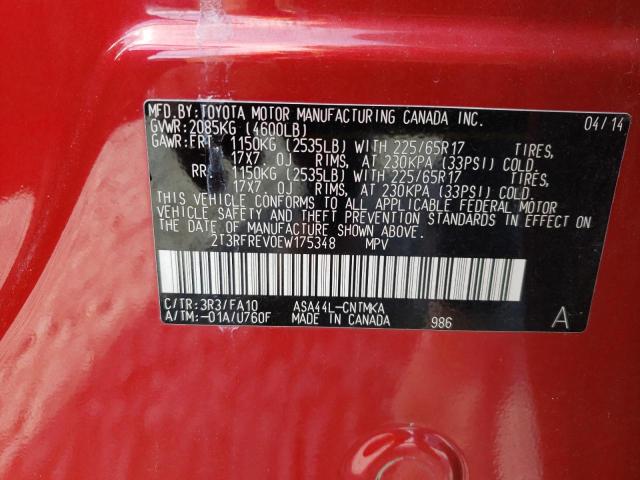 MFD.BY:TOYOTA MOTOR MANUFACTURING CANADA INC. 04/14
GVWR:2085KG (4600LB)
GAWR:FRT 1150KG (2535LB) WITH 225/65R17 TIRES,
17X7.0J RIMS, AT 230KPA (33PSI) COLD.
RR 1150KG (2535LB) WITH 225/65R17 TIRES,
17X7.0J RIMS, AT 230KPA (33PSI) COLD.
THIS VEHICLE CONFORMS TO ALL APPLICABLE FEDERAL MOTOR
VEHICLE SAFETY AND THEFT PREVENTION STANDARDS IN EFFECT ON
THE DATE OF MANUFACTURE SHOWN ABOVE.
2T3RFREV0EW175348 MPV
C/TR:3R3/FA10 ASA44L-CNTMKA
A/TM:-01A/U760F MADE IN CANADA 986 A